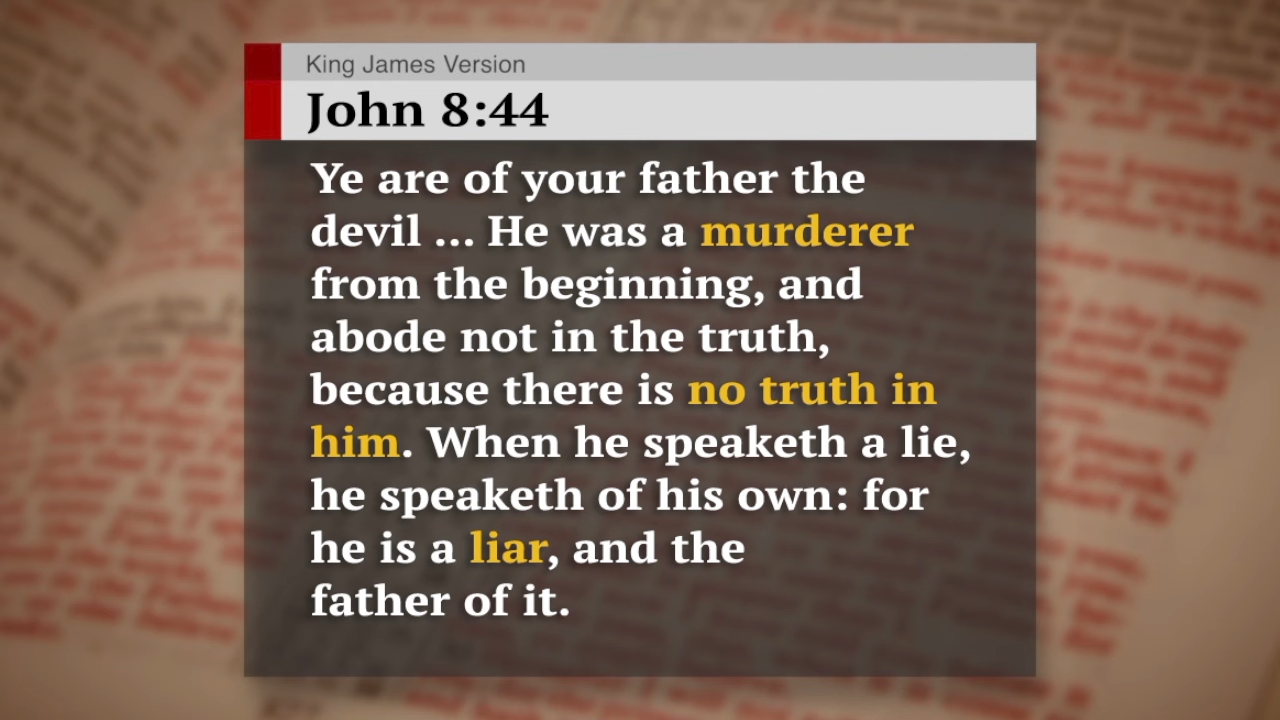 King James Version
John 8:44
Ye are of your father the
devil ... He was a murderer
from the beginning, and
abode not in the truth,
because there is no truth in
him. When he speaketh a lie,
he speaketh of his own: for
he is a liar, and the
father of it.